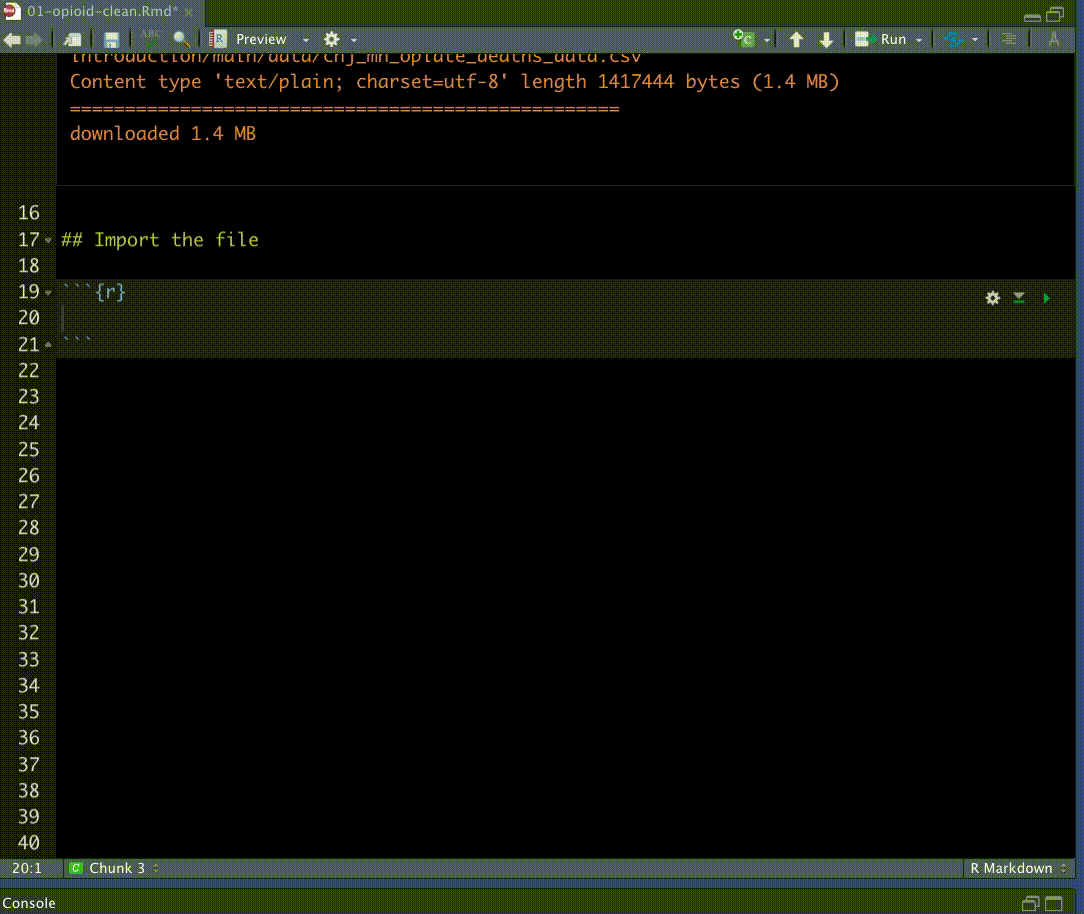 01-opioid-clean.Rmd*
ABC
Preview
Run
introduction/main/data/chj_mn_opiate_deaths_data.csv
Content type 'text/plain; charset=utf-8' length 1417444 bytes (1.4 MB)
==================================================
downloaded 1.4 MB
16
17 ## Import the file
18
19 ```{r}
20
21 ```
22
23
24
25
26
27
28
29
30
31
32
33
34
35
36
37
38
39
40
20:1 C Chunk 3 R Markdown
Console